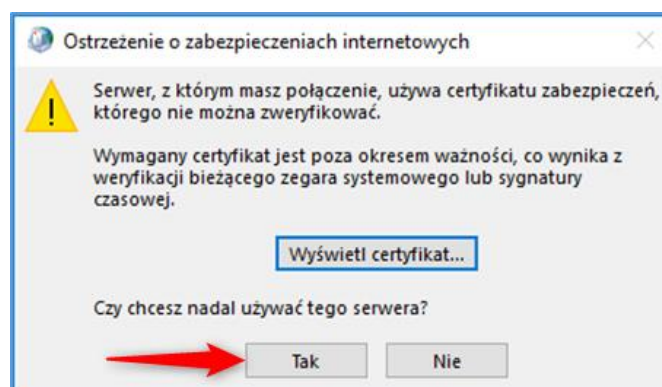 Ostrzeżenie o zabezpieczeniach internetowych
Serwer, z którym masz połączenie, używa certyfikatu zabezpieczeń,
którego nie można zweryfikować.
Wymagany certyfikat jest poza okresem ważności, co wynika z
weryfikacji bieżącego zegara systemowego lub sygnatury
czasowej.
Wyświetl certyfikat...
Czy chcesz nadal używać tego serwera?
Tak
Nie